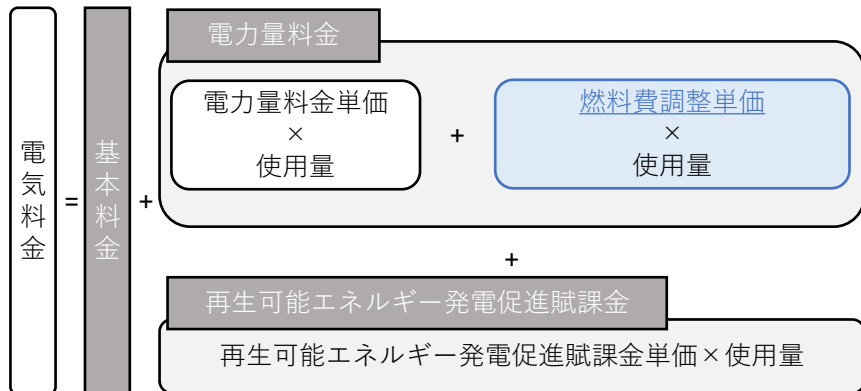 電気料金
=
基本料金
+
電力量料金
電力量料金単価
×
使用量
+
燃料費調整単価
×
使用量
+
再生可能エネルギー発電促進賦課金
再生可能エネルギー発電促進賦課金単価×使用量